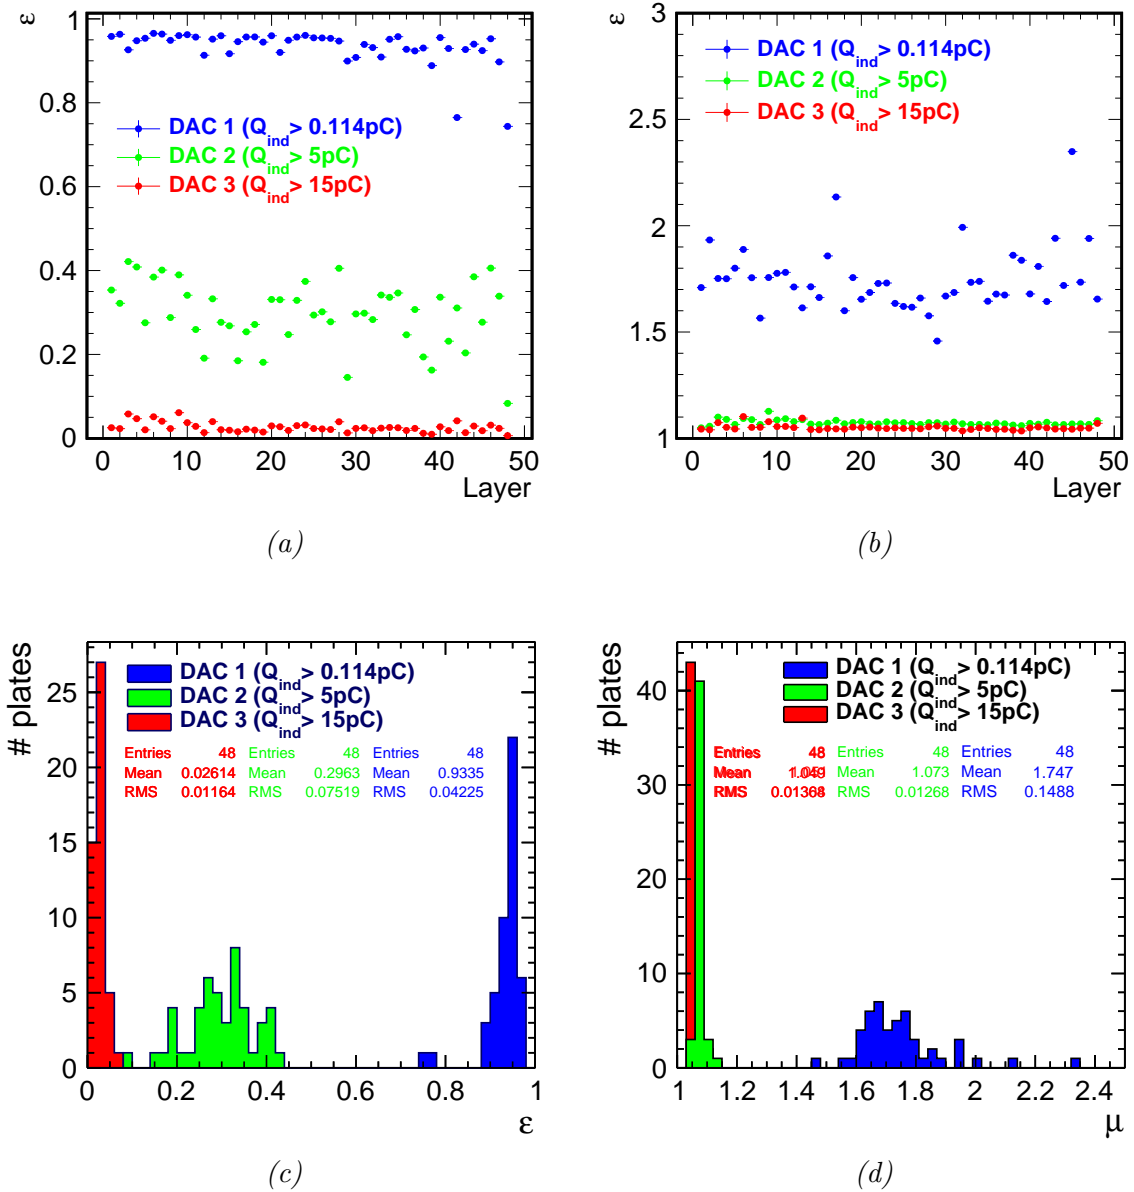 ε
1
0.8
0.6
0.4
0.2
0
DAC 1 (Q_ind> 0.114pC)
DAC 2 (Q_ind> 5pC)
DAC 3 (Q_ind> 15pC)
0 10 20 30 40 50
Layer
(a)
ε
3
2.5
2
1.5
1
DAC 1 (Q_ind> 0.114pC)
DAC 2 (Q_ind> 5pC)
DAC 3 (Q_ind> 15pC)
0 10 20 30 40 50
Layer
(b)
# plates
25
20
15
10
5
0
DAC 1 (Q_ind> 0.114pC)
DAC 2 (Q_ind> 5pC)
DAC 3 (Q_ind> 15pC)
Entries 48 Entries 48 Entries 48
Mean 0.02614 Mean 0.2963 Mean 0.9335
RMS 0.01164 RMS 0.07519 RMS 0.04225
0 0.2 0.4 0.6 0.8 1
ε
(c)
# plates
40
30
20
10
0
DAC 1 (Q_ind> 0.114pC)
DAC 2 (Q_ind> 5pC)
DAC 3 (Q_ind> 15pC)
Entries 48 Entries 48 Entries 48
Mean Mean 1.073 Mean 1.747
RMS RMS 0.01268 RMS 0.1488
1 1.2 1.4 1.6 1.8 2 2.2 2.4
μ
(d)